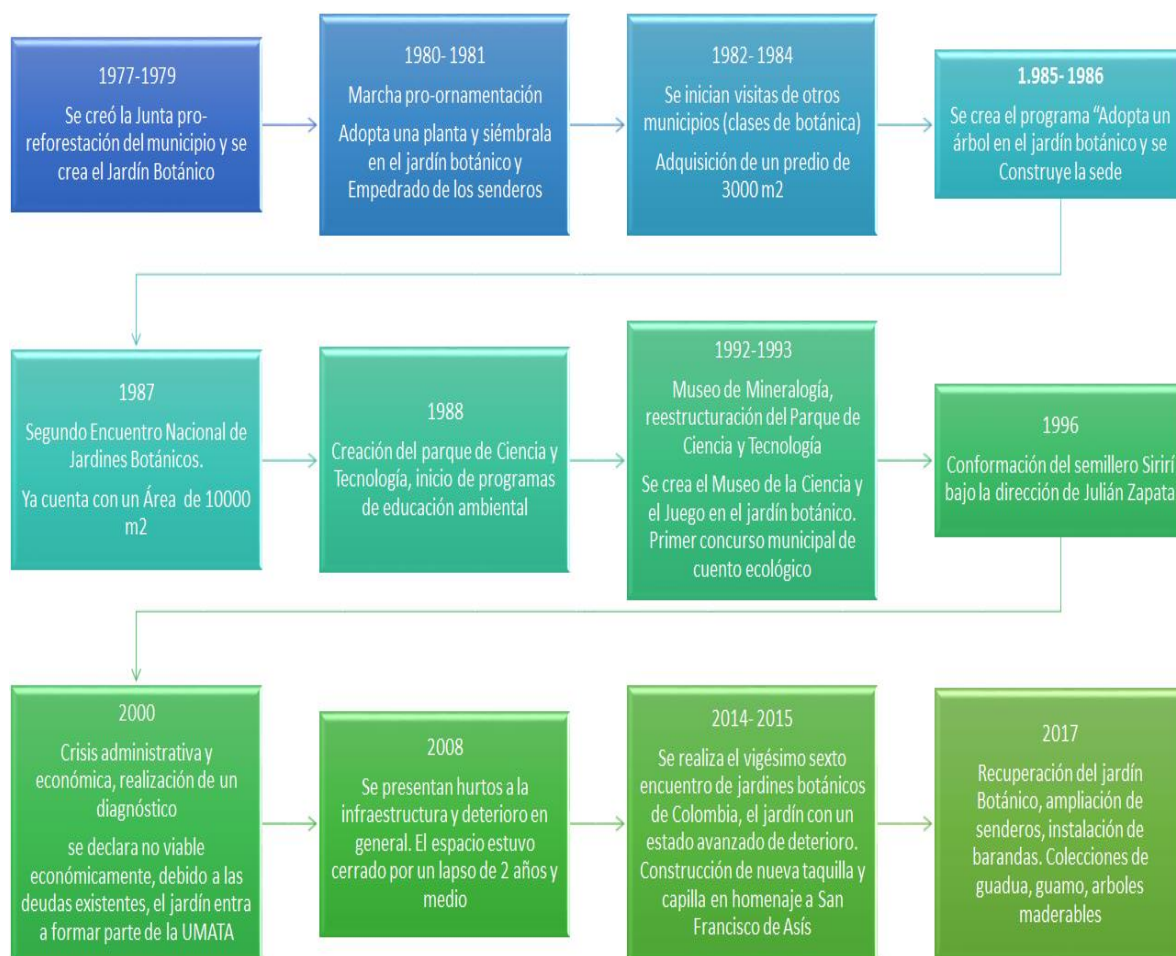 1977-1979
Se creó la Junta pro-
reforestación del municipio y se
crea el Jardín Botánico
1980- 1981
Marcha pro-ornamentación
Adopta una planta y siémbrala
en el jardín botánico y
Empedrado de los senderos
1982- 1984
Se inician visitas de otros
municipios (clases de botánica)
Adquisición de un predio de
3000 m2
1.985- 1986
Se crea el programa “Adopta un
árbol en el jardín botánico y se
Construye la sede
1987
Segundo Encuentro Nacional de
Jardines Botánicos.
Ya cuenta con un Área de 10000
m2
1988
Creación del parque de Ciencia y
Tecnología, inicio de programas
de educación ambiental
1992-1993
Museo de Mineralogía,
reestructuración del Parque de
Ciencia y Tecnología
Se crea el Museo de la Ciencia y
el Juego en el jardín botánico.
Primer concurso municipal de
cuento ecológico
1996
Conformación del semillero Sirirí
bajo la dirección de Julián Zapata
2000
Crisis administrativa y
económica, realización de un
diagnóstico
se declara no viable
económicamente, debido a las
deudas existentes, el jardín entra
a formar parte de la UMATA
2008
Se presentan hurtos a la
infraestructura y deterioro en
general. El espacio estuvo
cerrado por un lapso de 2 años y
medio
2014- 2015
Se realiza el vigésimo sexto
encuentro de jardines botánicos
de Colombia, el jardín con un
estado avanzado de deterioro.
Construcción de nueva taquilla y
capilla en homenaje a San
Francisco de Asís
2017
Recuperación del jardín
Botánico, ampliación de
senderos, instalación de
barandas. Colecciones de
guadua, guamo, arboles
maderables